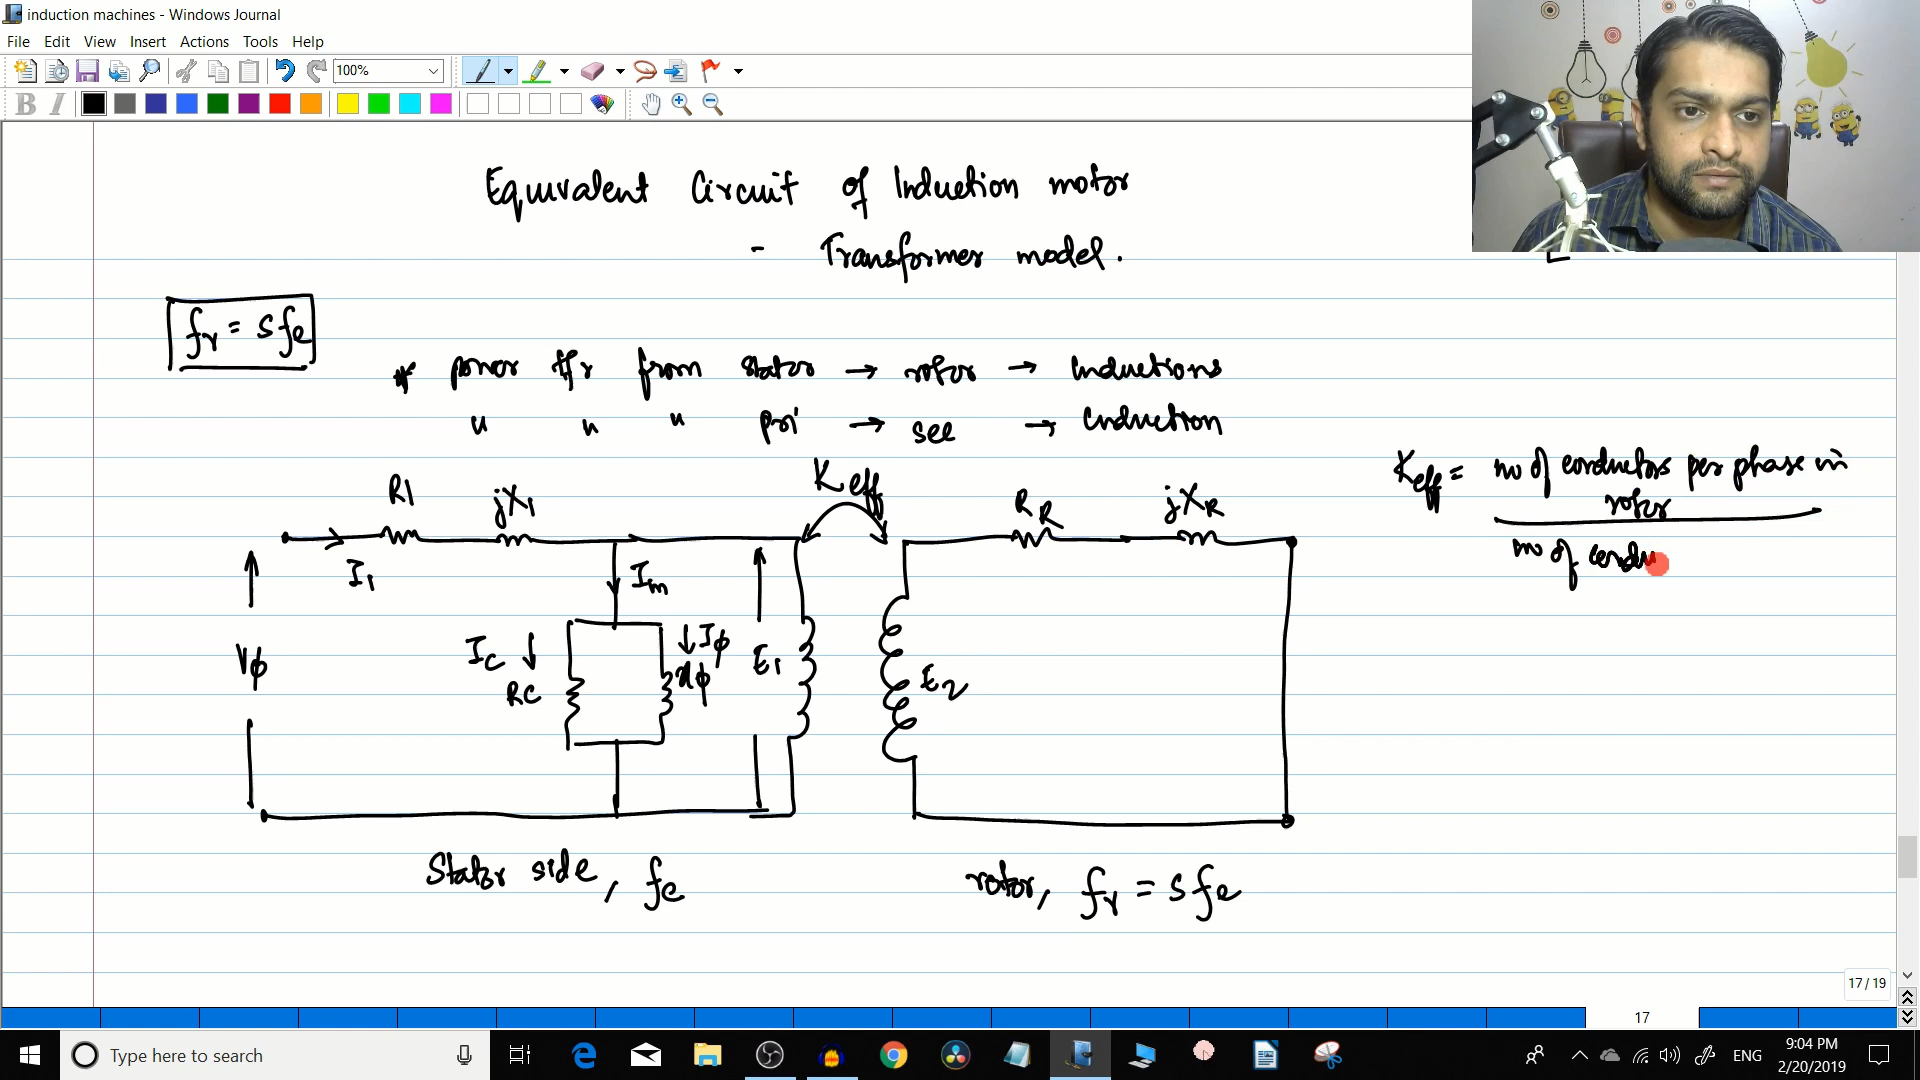 induction machines - Windows Journal
File Edit View Insert Actions Tools Help
100%
B I
Equivalent Circuit of Induction motor
- Transformer model.
fr = sfe
* power tfr from stator → rotor → Inductions
" " " pri → sec → induction
Keff = no of conductors per phase in
rotor
no of condu
R1 jX1 Keff RR jXR
I1 Im
Vφ Ic Rc Iφ Xφ E1 E2
Stator side, fe rotor, fr = sfe
17 / 19
17
Type here to search
ENG
9:04 PM
2/20/2019